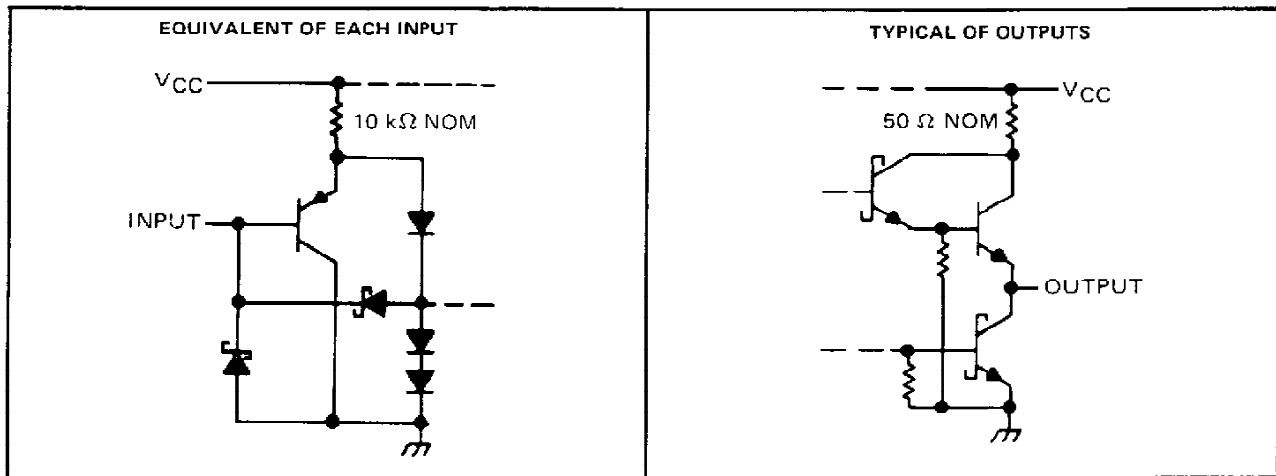 EQUIVALENT OF EACH INPUT
VCC
10 kΩ NOM
INPUT
TYPICAL OF OUTPUTS
VCC
50 Ω NOM
OUTPUT